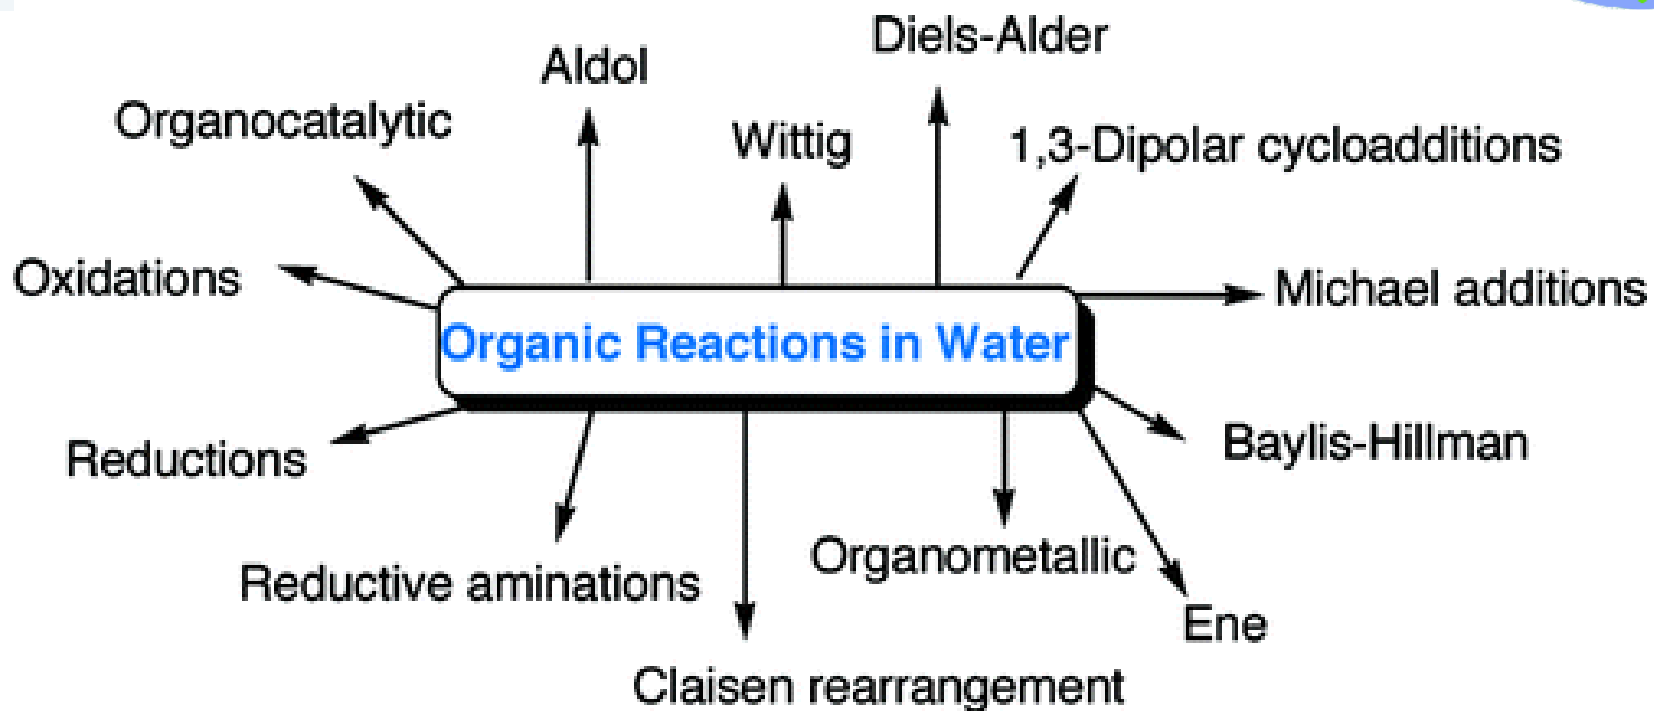 Diels-Alder
Aldol
Organocatalytic
Wittig
1,3-Dipolar cycloadditions
Oxidations
Michael additions
Organic Reactions in Water
Reductions
Baylis-Hillman
Reductive aminations
Organometallic
Ene
Claisen rearrangement